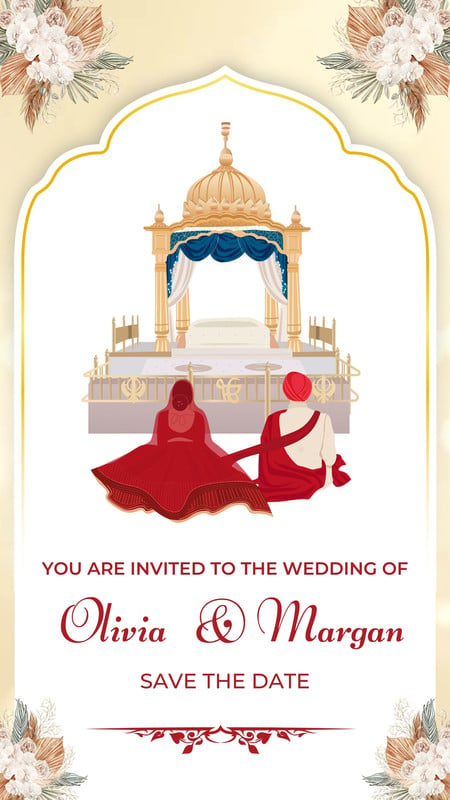 ੴ
YOU ARE INVITED TO THE WEDDING OF
Olivia & Margan
SAVE THE DATE